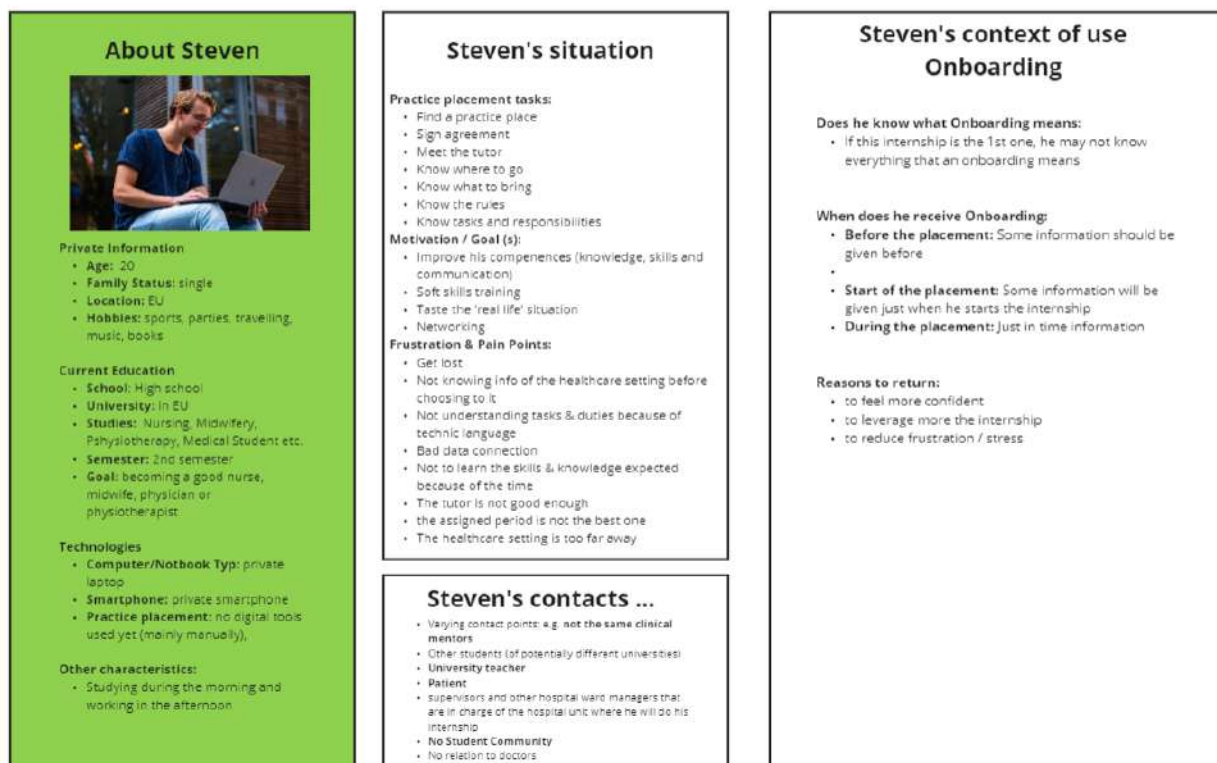 About Steven
Private Information
• Age: 20
• Family Status: single
• Location: EU
• Hobbies: sports, parties, travelling,
music, books
Current Education
• School: High school
• University: in EU
• Studies: Nursing, Midwifery,
Pshysiotherapy, Medical Student etc.
• Semester: 2nd semester
• Goal: becoming a good nurse,
midwife, physician or
physiotherapist
Technologies
• Computer/Notbook Typ: private
laptop
• Smartphone: private smartphone
• Practice placement: no digital tools
used yet (mainly manually),
Other characteristics:
• Studying during the morning and
working in the afternoon
Steven's situation
Practice placement tasks:
• Find a practice place
• Sign agreement
• Meet the tutor
• Know where to go
• Know what to bring
• Know the rules
• Know tasks and responsibilities
Motivation / Goal (s):
• Improve his compenences (knowledge, skills and
communication)
• Soft skills training
• Taste the 'real life' situation
• Networking
Frustration & Pain Points:
• Get lost
• Not knowing info of the healthcare setting before
choosing to it
• Not understanding tasks & duties because of
technic language
• Bad data connection
• Not to learn the skills & knowledge expected
because of the time
• The tutor is not good enough
• the assigned period is not the best one
• The healthcare setting is too far away
Steven's contacts ...
• Varying contact points: e.g. not the same clinical
mentors
• Other students (of potentially different universities)
• University teacher
• Patient
• supervisors and other hospital ward managers that
are in charge of the hospital unit where he will do his
internship
• No Student Community
• No relation to doctors
Steven's context of use
Onboarding
Does he know what Onboarding means:
• If this internship is the 1st one, he may not know
everything that an onboarding means
When does he receive Onboarding:
• Before the placement: Some information should be
given before
•
• Start of the placement: Some information will be
given just when he starts the internship
• During the placement: Just in time information
Reasons to return:
• to feel more confident
• to leverage more the internship
• to reduce frustration / stress